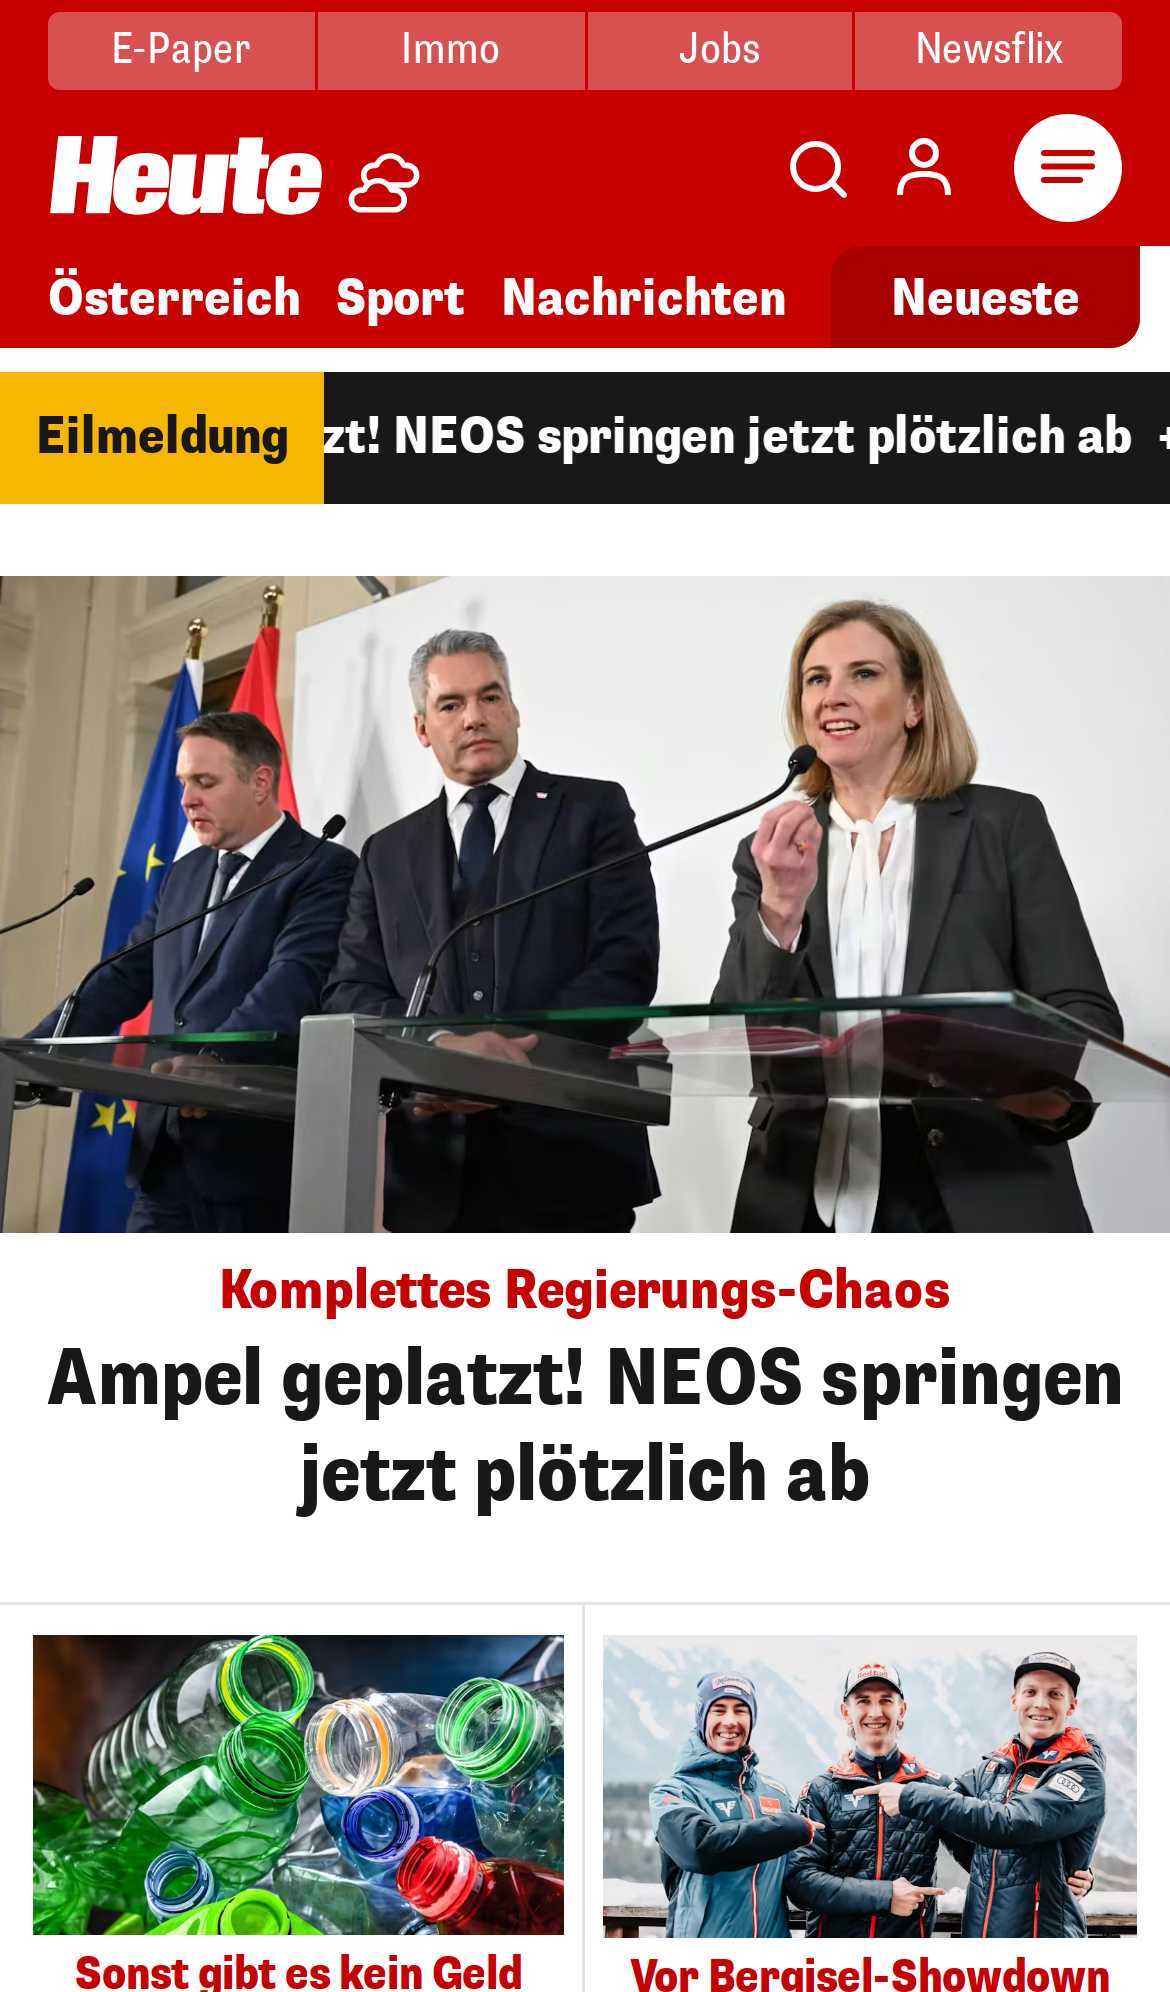 E-Paper Immo Jobs Newsflix
Heute
Österreich Sport Nachrichten Neueste
Eilmeldung zt! NEOS springen jetzt plötzlich ab +
Komplettes Regierungs-Chaos
Ampel geplatzt! NEOS springen
jetzt plötzlich ab
Sonst gibt es kein Geld
Vor Bergisel-Showdown